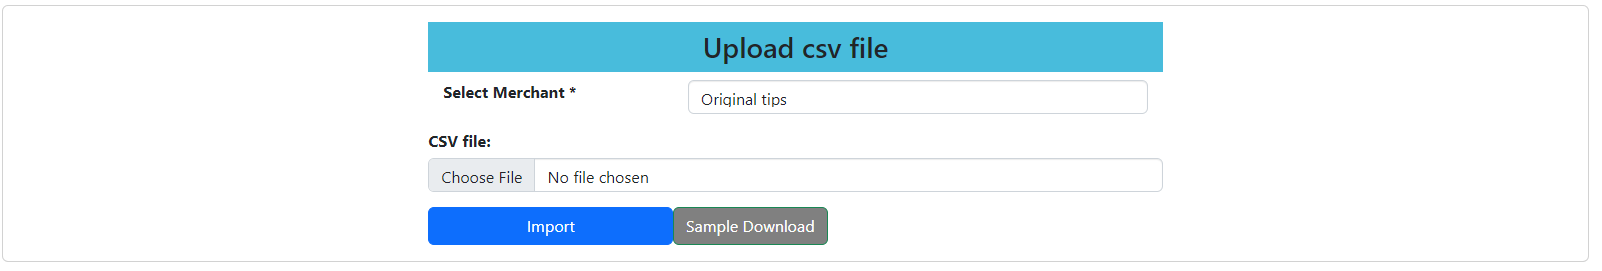 Upload csv file
Select Merchant * Original tips
CSV file:
Choose File No file chosen
Import Sample Download